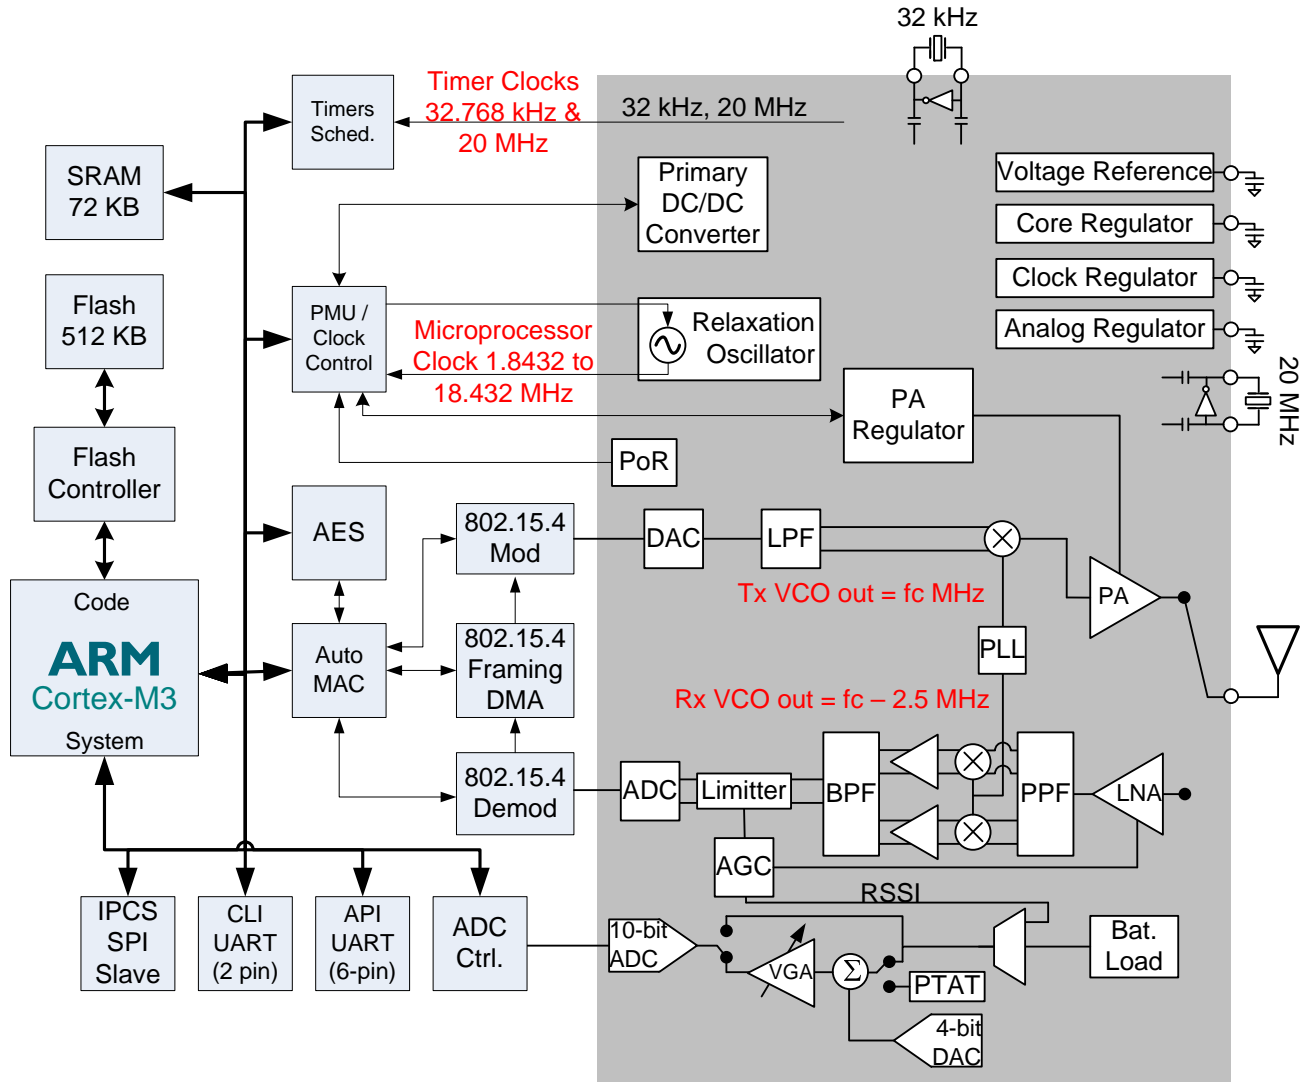 32 kHz
Timer Clocks
32.768 kHz &
20 MHz
32 kHz, 20 MHz
Timers
Sched.
SRAM
72 KB
Primary
DC/DC
Converter
Voltage Reference
Core Regulator
Clock Regulator
Analog Regulator
Flash
512 KB
PMU /
Clock
Control
Microprocessor
Clock 1.8432 to
18.432 MHz
Relaxation
Oscillator
20 MHz
PA
Regulator
Flash
Controller
PoR
AES
802.15.4
Mod
DAC
LPF
Tx VCO out = fc MHz
PA
Code
ARM
Cortex-M3
System
Auto
MAC
802.15.4
Framing
DMA
PLL
Rx VCO out = fc – 2.5 MHz
802.15.4
Demod
ADC
Limitter
BPF
PPF
LNA
AGC
RSSI
IPCS
SPI
Slave
CLI
UART
(2 pin)
API
UART
(6-pin)
ADC
Ctrl.
10-bit
ADC
VGA
Σ
PTAT
Bat.
Load
4-bit
DAC